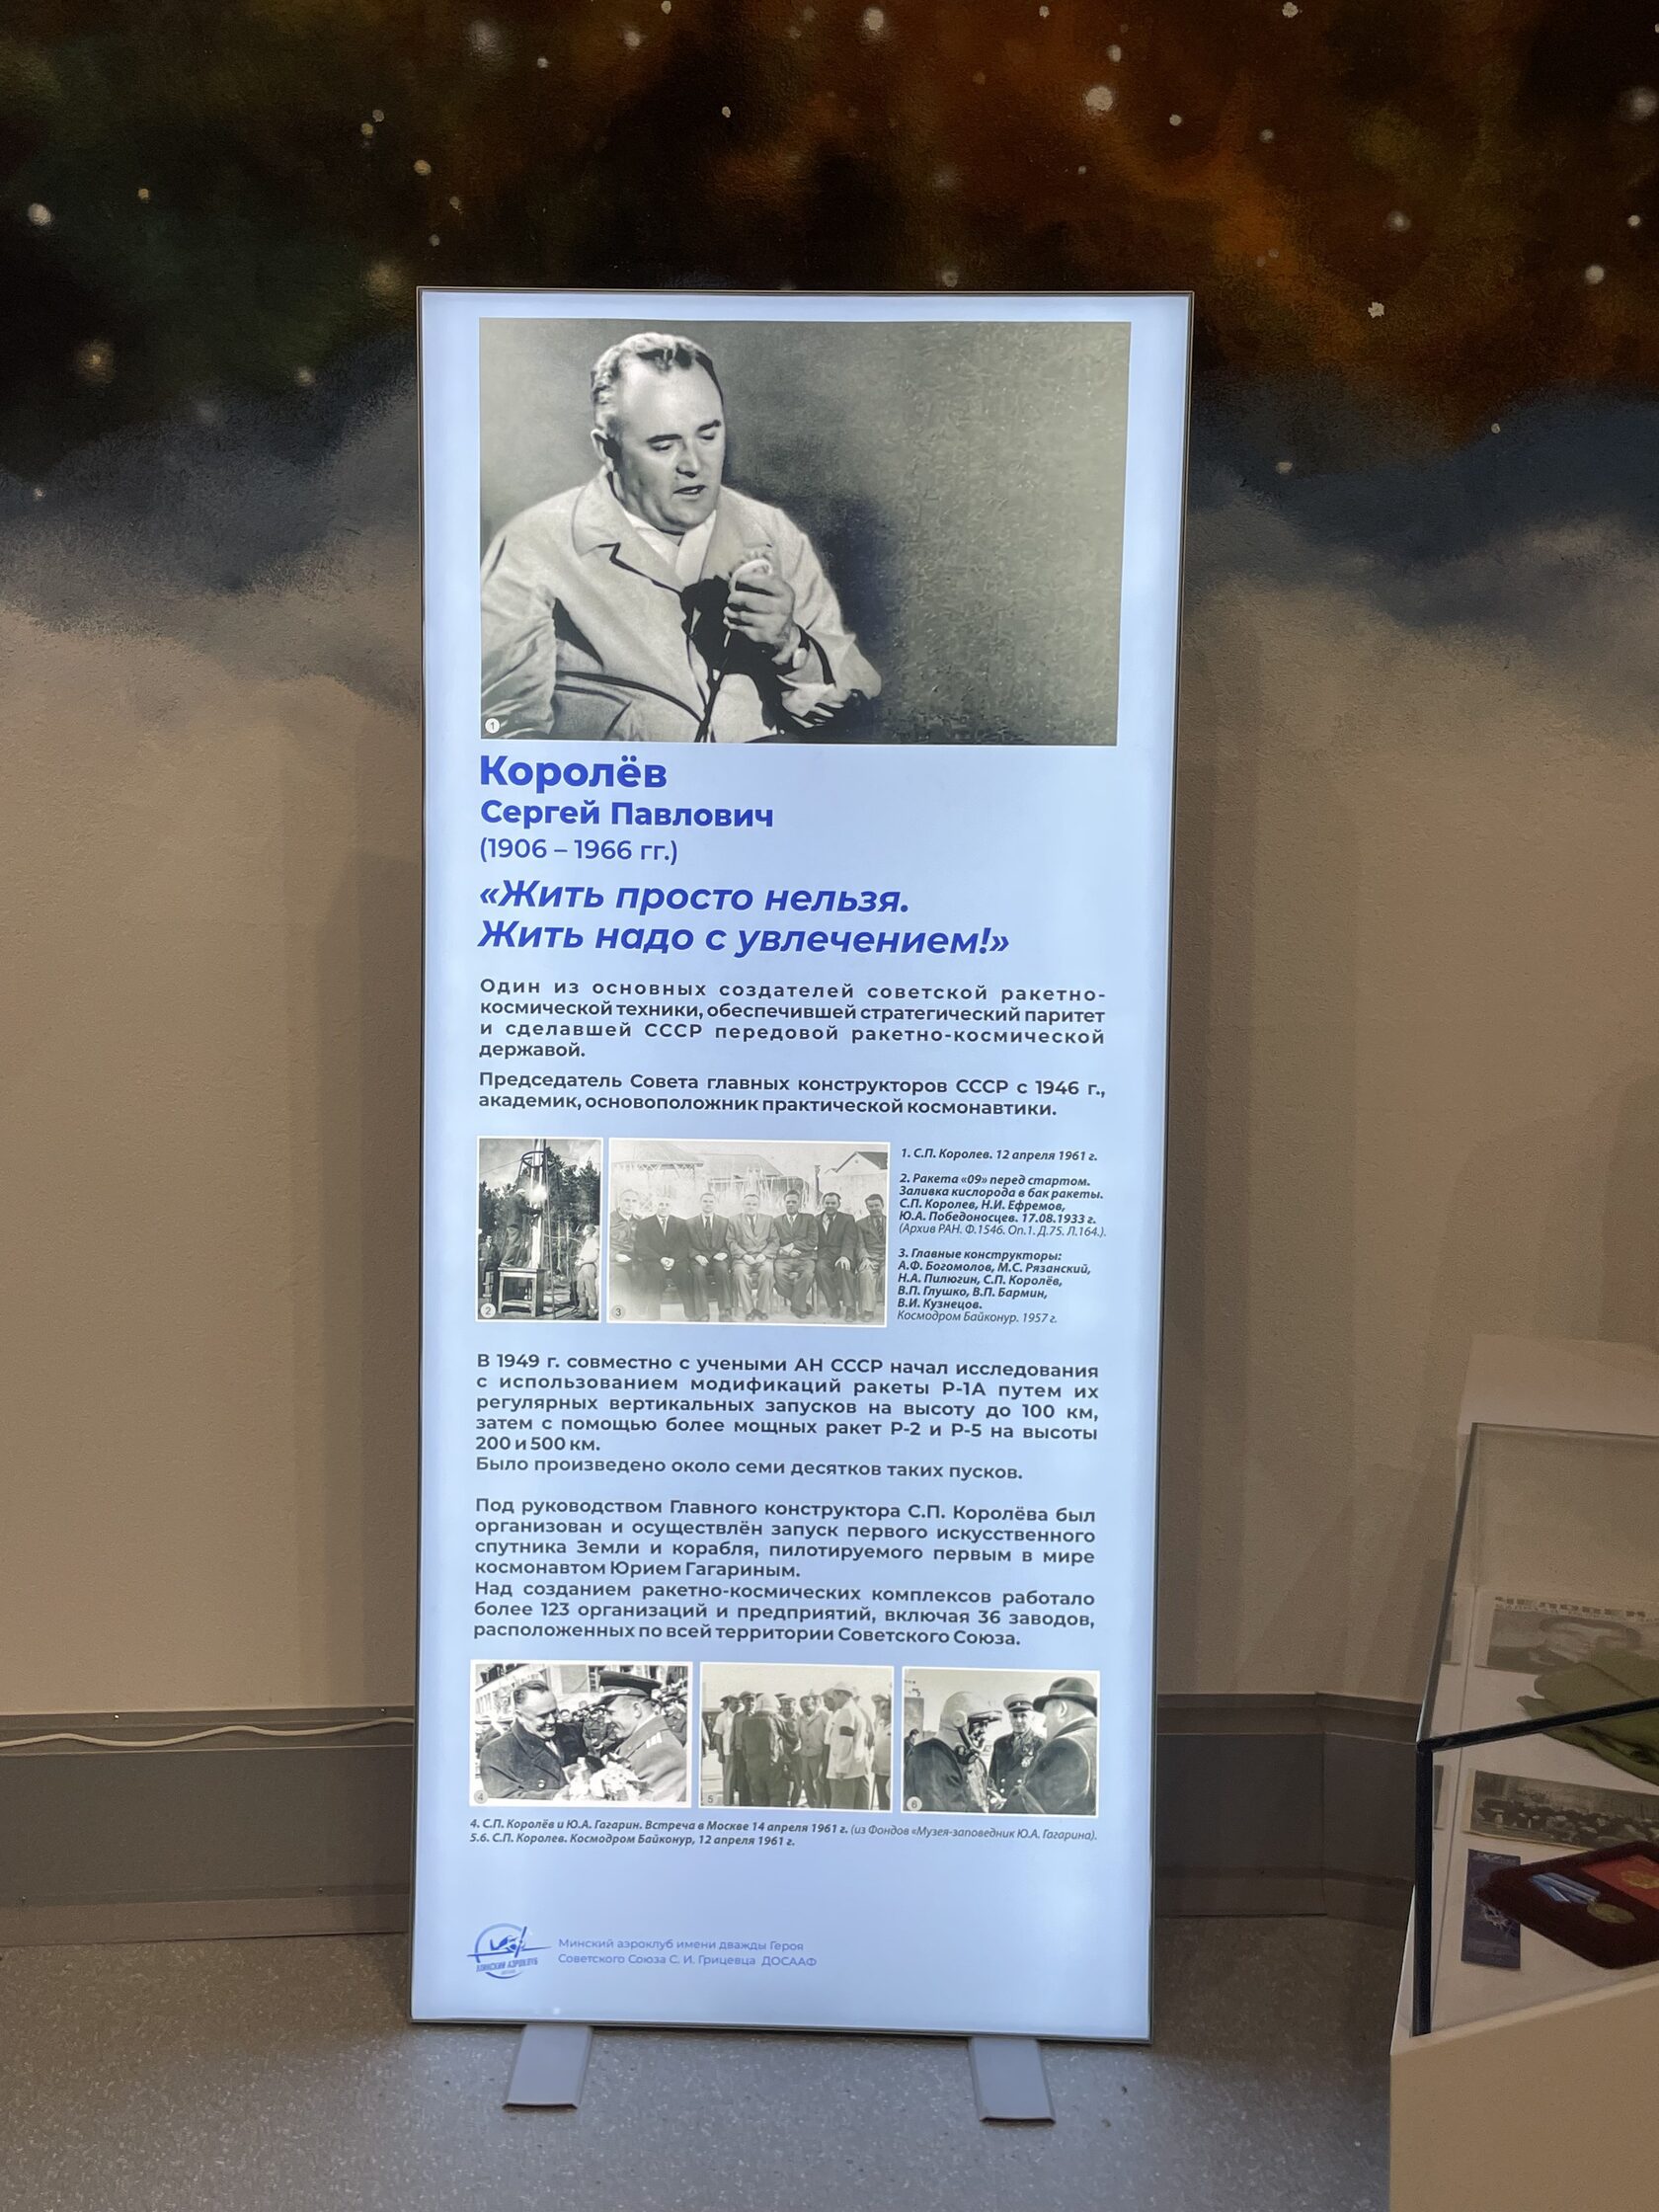 1
Королёв
Сергей Павлович
(1906 – 1966 гг.)
«Жить просто нельзя.
Жить надо с увлечением!»
Один из основных создателей советской ракетно-
космической техники, обеспечившей стратегический паритет
и сделавшей СССР передовой ракетно-космической
державой.
Председатель Совета главных конструкторов СССР с 1946 г.,
академик, основоположник практической космонавтики.
2
3
1. С.П. Королев. 12 апреля 1961 г.
2. Ракета «09» перед стартом.
Заливка кислорода в бак ракеты.
С.П. Королев, Н.И. Ефремов,
Ю.А. Победоносцев. 17.08.1933 г.
(Архив РАН. Ф.1546. Оп.1. Д.75. Л.164.).
3. Главные конструкторы:
А.Ф. Богомолов, М.С. Рязанский,
Н.А. Пилюгин, С.П. Королёв,
В.П. Глушко, В.П. Бармин,
В.И. Кузнецов.
Космодром Байконур. 1957 г.
В 1949 г. совместно с учеными АН СССР начал исследования
с использованием модификаций ракеты Р-1А путем их
регулярных вертикальных запусков на высоту до 100 км,
затем с помощью более мощных ракет Р-2 и Р-5 на высоты
200 и 500 км.
Было произведено около семи десятков таких пусков.
Под руководством Главного конструктора С.П. Королёва был
организован и осуществлён запуск первого искусственного
спутника Земли и корабля, пилотируемого первым в мире
космонавтом Юрием Гагариным.
Над созданием ракетно-космических комплексов работало
более 123 организаций и предприятий, включая 36 заводов,
расположенных по всей территории Советского Союза.
4
5
6
4. С.П. Королёв и Ю.А. Гагарин. Встреча в Москве 14 апреля 1961 г. (из Фондов «Музея-заповедник Ю.А. Гагарина).
5.6. С.П. Королев. Космодром Байконур, 12 апреля 1961 г.
МИНСКИЙ АЭРОКЛУБ
Минский аэроклуб имени дважды Героя
Советского Союза С. И. Грицевца ДОСААФ